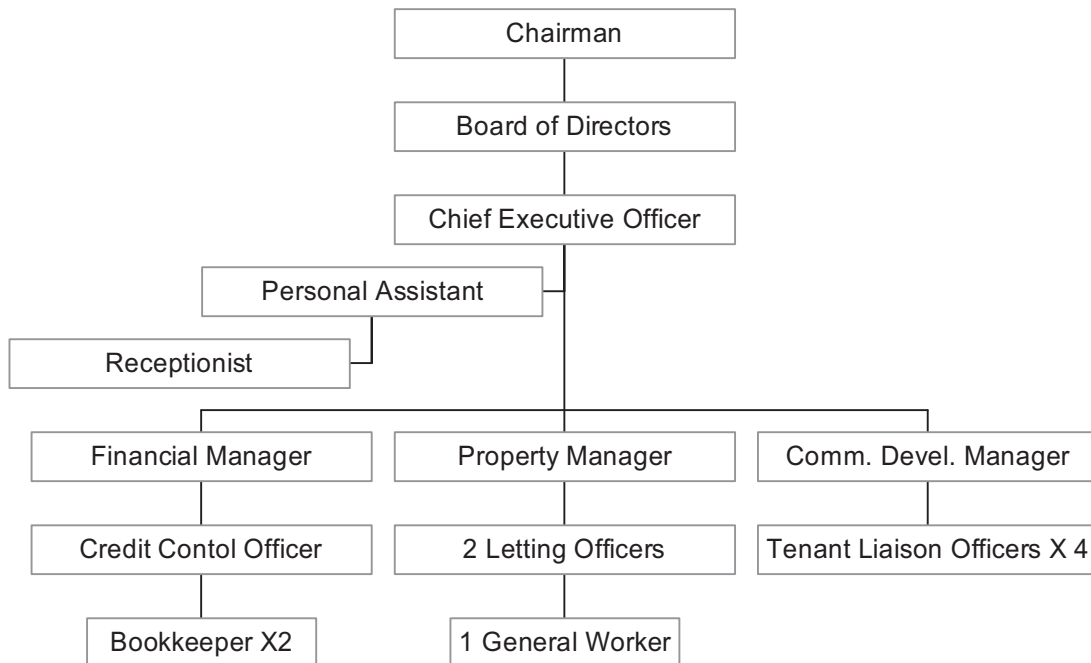 Chairman
Board of Directors
Chief Executive Officer
Personal Assistant
Receptionist
Financial Manager
Property Manager
Comm. Devel. Manager
Credit Contol Officer
2 Letting Officers
Tenant Liaison Officers X 4
Bookkeeper X2
1 General Worker